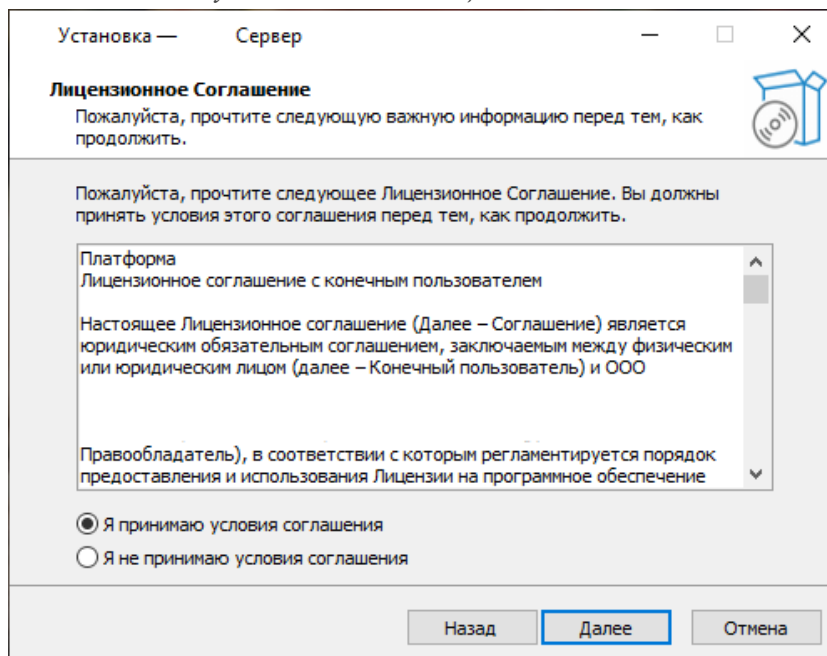 Установка — Сервер
Лицензионное Соглашение
Пожалуйста, прочтите следующую важную информацию перед тем, как
продолжить.
Пожалуйста, прочтите следующее Лицензионное Соглашение. Вы должны
принять условия этого соглашения перед тем, как продолжить.
Платформа
Лицензионное соглашение с конечным пользователем
Настоящее Лицензионное соглашение (Далее – Соглашение) является
юридическим обязательным соглашением, заключаемым между физическим
или юридическим лицом (далее – Конечный пользователь) и ООО
Правообладатель), в соответствии с которым регламентируется порядок
предоставления и использования Лицензии на программное обеспечение
Я принимаю условия соглашения
Я не принимаю условия соглашения
Назад Далее Отмена